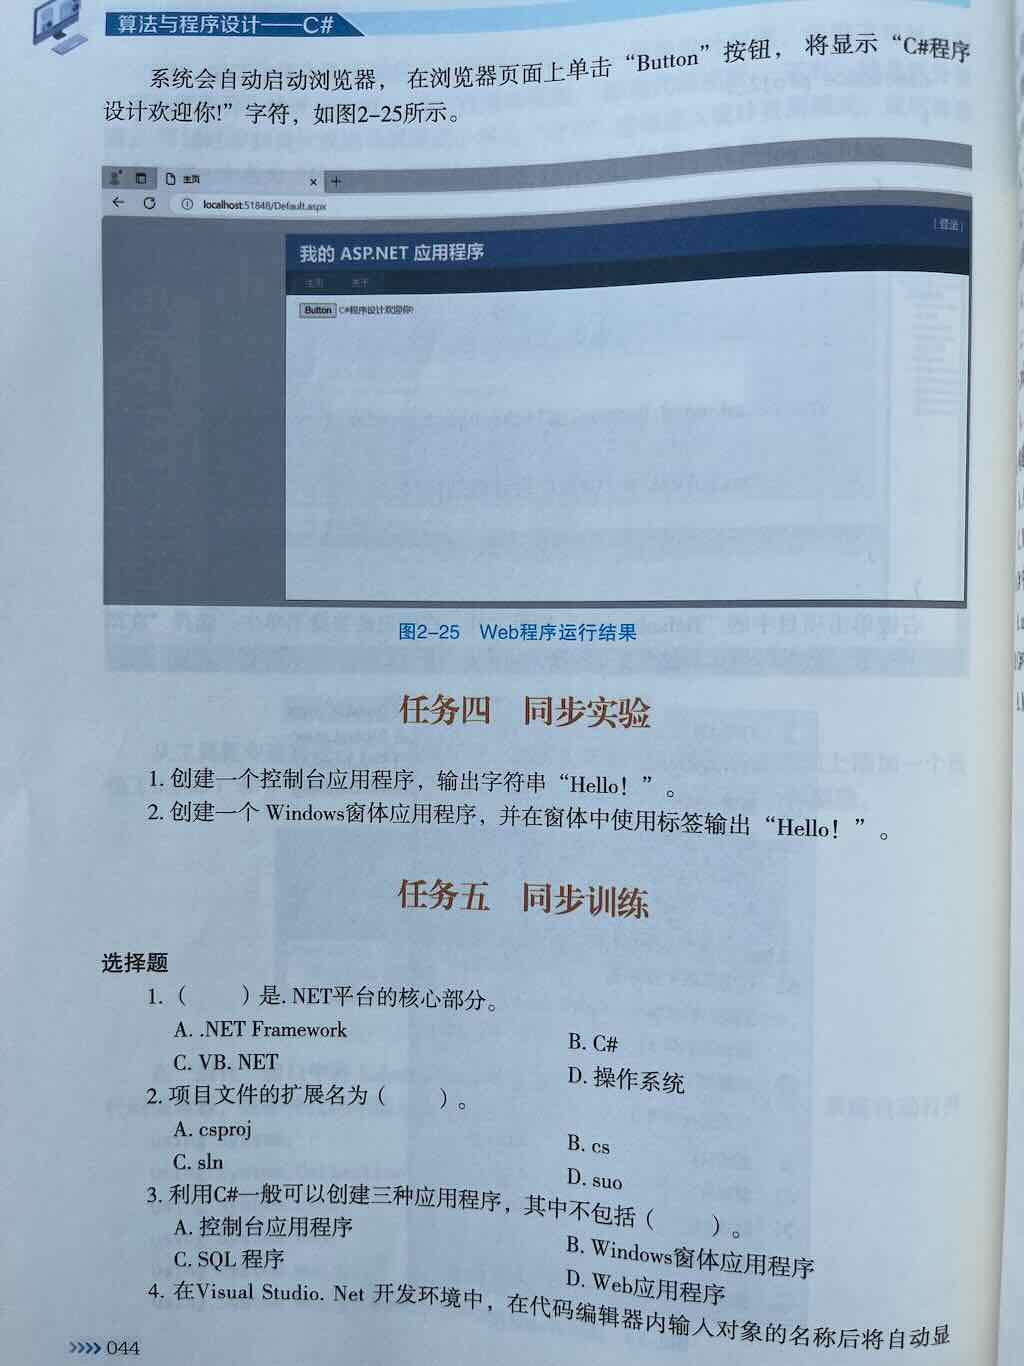 算法与程序设计——C#
系统会自动启动浏览器，在浏览器页面上单击“Button”按钮，将显示“C#程序
设计欢迎你!”字符，如图2-25所示。
主页
localhost:51848/Default.aspx
[ 登录 ]
我的 ASP.NET 应用程序
主页 关于
Button C#程序设计欢迎你!
图2-25 Web程序运行结果
任务四 同步实验
1. 创建一个控制台应用程序，输出字符串“Hello！”。
2. 创建一个 Windows窗体应用程序，并在窗体中使用标签输出“Hello！”。
任务五 同步训练
选择题
1.（ ）是. NET平台的核心部分。
A. .NET Framework
B. C#
C. VB. NET
D. 操作系统
2. 项目文件的扩展名为（ ）。
A. csproj
B. cs
C. sln
D. suo
3. 利用C#一般可以创建三种应用程序，其中不包括（ ）。
A. 控制台应用程序
B. Windows窗体应用程序
C. SQL 程序
D. Web应用程序
4. 在Visual Studio. Net 开发环境中，在代码编辑器内输入对象的名称后将自动显
044